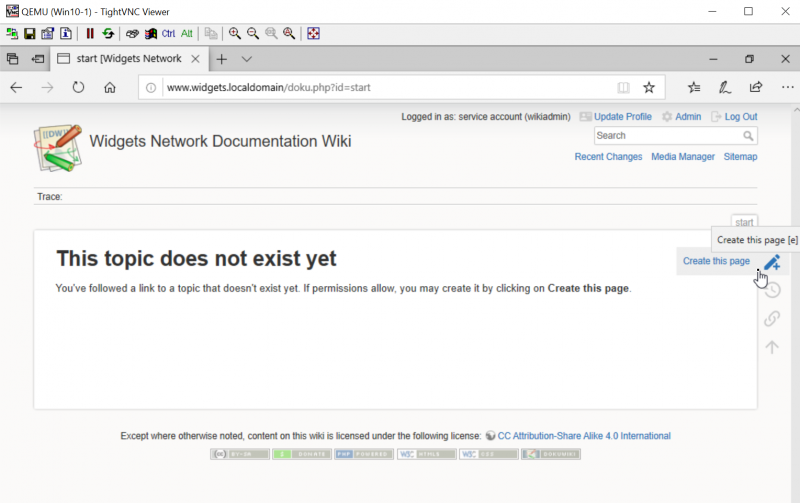 QEMU (Win10-1) - TightVNC Viewer
Ctrl Alt
start [Widgets Network
www.widgets.localdomain/doku.php?id=start
Logged in as: service account (wikiadmin) Update Profile Admin Log Out
[[DW]]
Widgets Network Documentation Wiki
Search
Recent Changes Media Manager Sitemap
Trace:
start
Create this page [e]
This topic does not exist yet
Create this page
You've followed a link to a topic that doesn't exist yet. If permissions allow, you may create it by clicking on Create this page.
Except where otherwise noted, content on this wiki is licensed under the following license: CC Attribution-Share Alike 4.0 International
(cc) BY-SA $ DONATE PHP POWERED W3C HTML5 W3C CSS DOKUWIKI